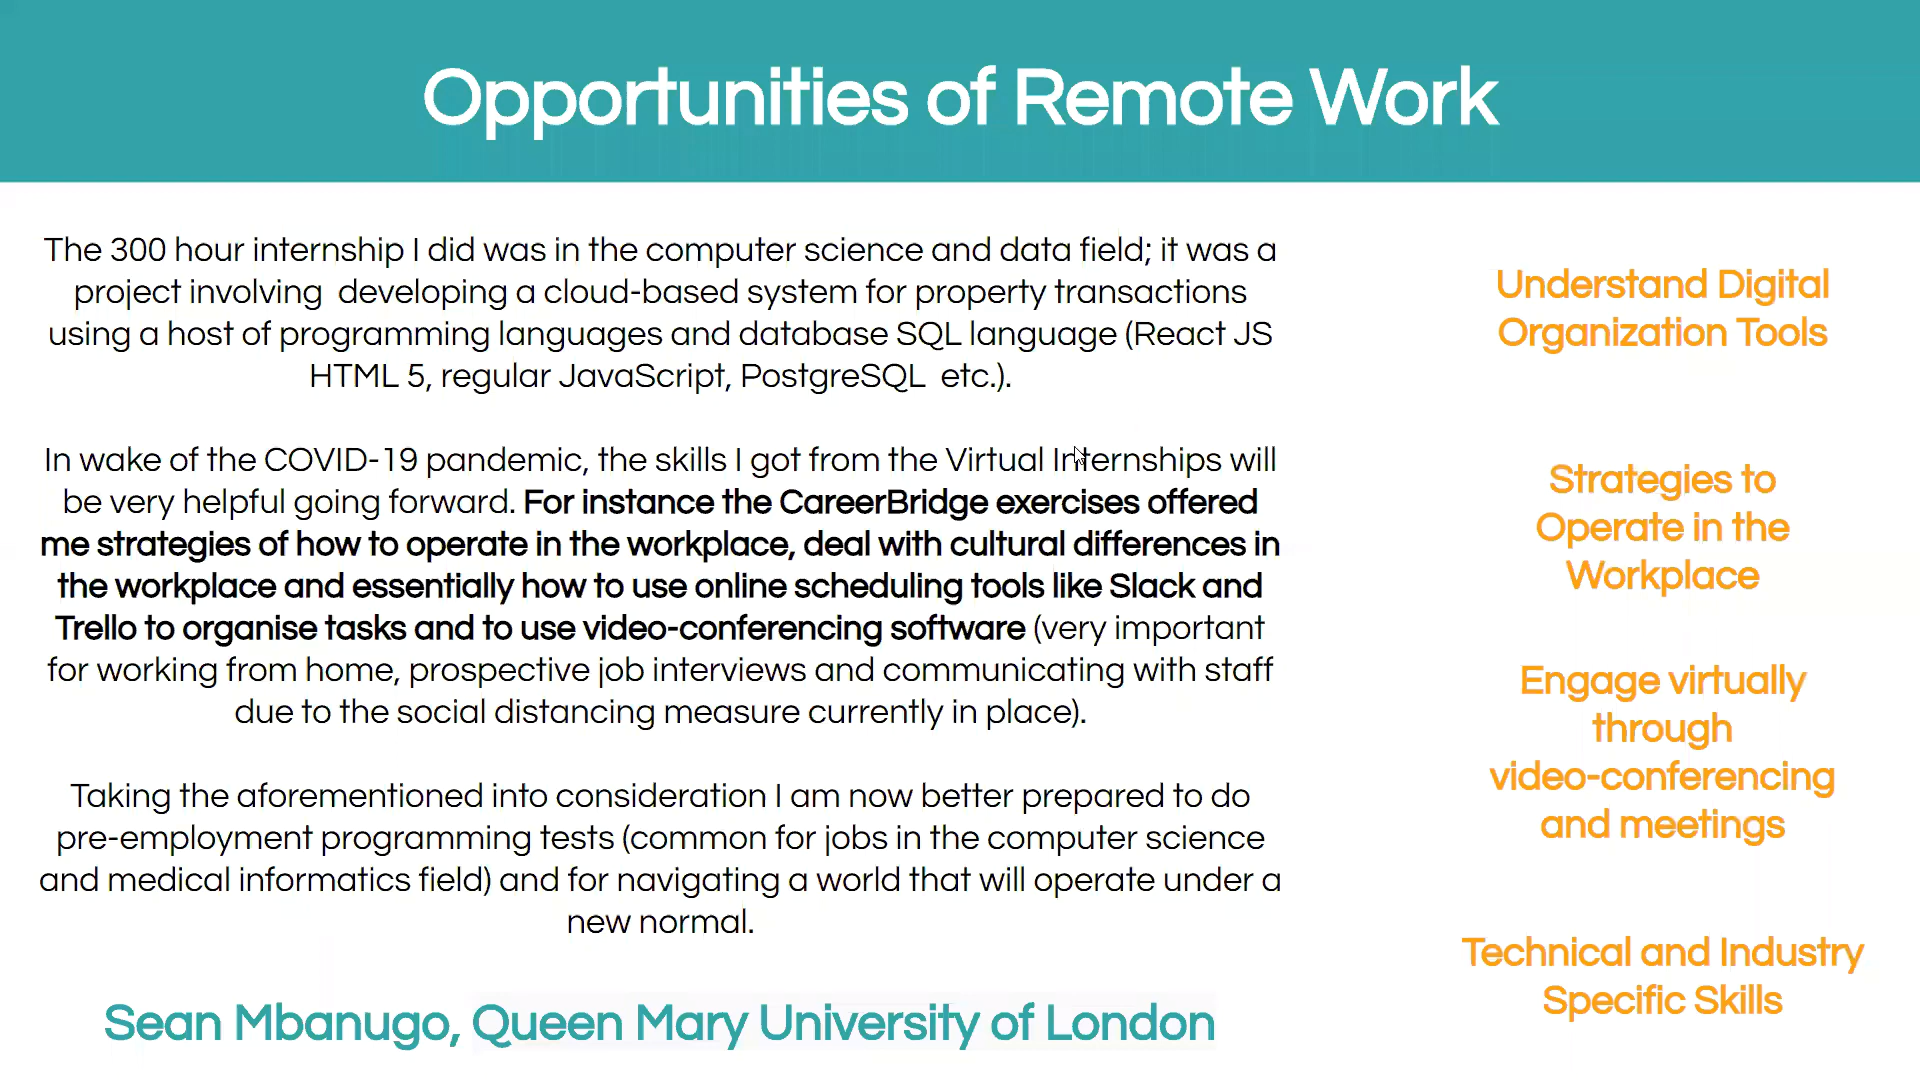 Opportunities of Remote Work
The 300 hour internship I did was in the computer science and data field; it was a
project involving  developing a cloud-based system for property transactions
using a host of programming languages and database SQL language (React JS
HTML 5, regular JavaScript, PostgreSQL  etc.).
In wake of the COVID-19 pandemic, the skills I got from the Virtual Internships will
be very helpful going forward. For instance the CareerBridge exercises offered
me strategies of how to operate in the workplace, deal with cultural differences in
the workplace and essentially how to use online scheduling tools like Slack and
Trello to organise tasks and to use video-conferencing software (very important
for working from home, prospective job interviews and communicating with staff
due to the social distancing measure currently in place).
Taking the aforementioned into consideration I am now better prepared to do
pre-employment programming tests (common for jobs in the computer science
and medical informatics field) and for navigating a world that will operate under a
new normal.
Sean Mbanugo, Queen Mary University of London
Understand Digital
Organization Tools
Strategies to
Operate in the
Workplace
Engage virtually
through
video-conferencing
and meetings
Technical and Industry
Specific Skills